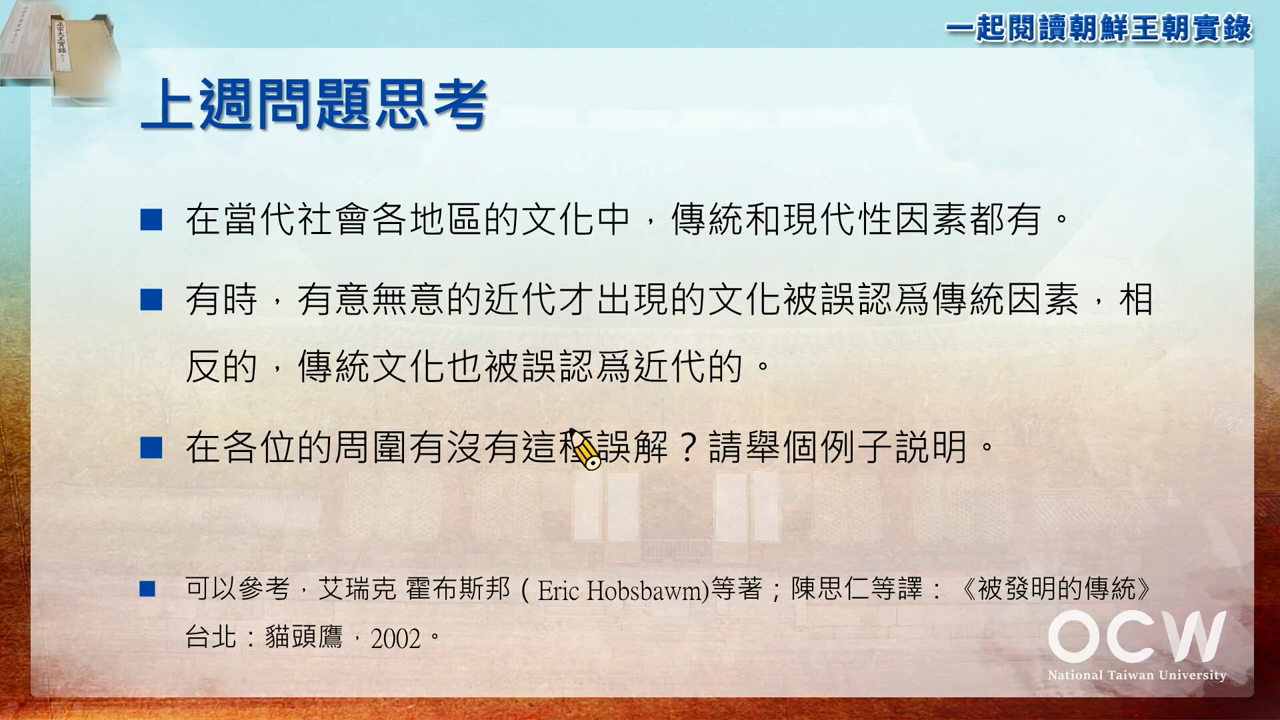 一起閱讀朝鮮王朝實錄
上週問題思考
在當代社會各地區的文化中，傳統和現代性因素都有。
有時，有意無意的近代才出現的文化被誤認爲傳統因素，相
反的，傳統文化也被誤認爲近代的。
在各位的周圍有沒有這種誤解？請舉個例子説明。
可以參考，艾瑞克 霍布斯邦（Eric Hobsbawm)等著；陳思仁等譯：《被發明的傳統》
台北：貓頭鷹，2002。
OCW
National Taiwan University